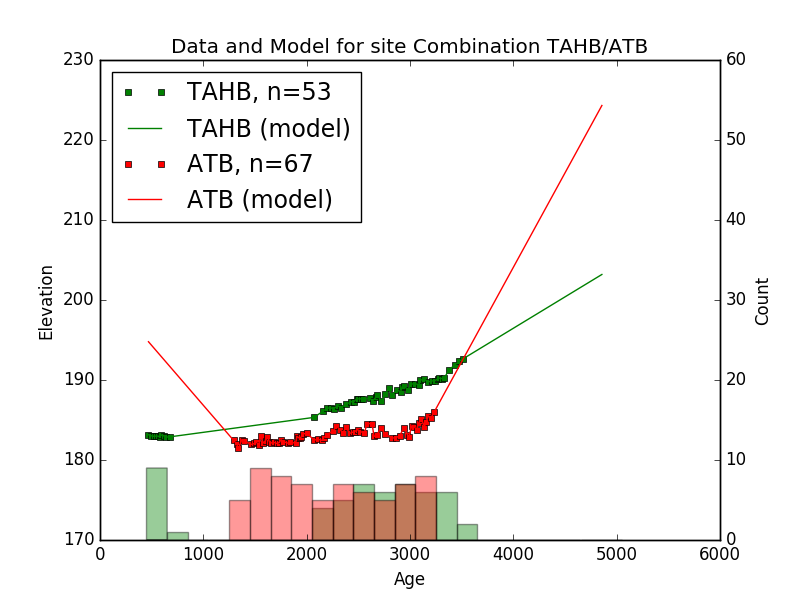 Data and Model for site Combination TAHB/ATB
230
220
210
200
190
180
170
Elevation
TAHB, n=53
TAHB (model)
ATB, n=67
ATB (model)
60
50
40
30
20
10
0
Count
0 1000 2000 3000 4000 5000 6000
Age